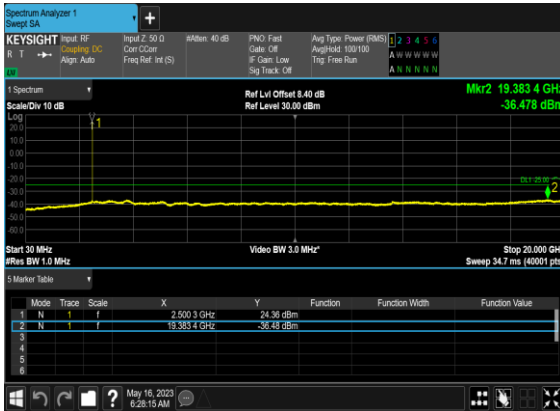 Spectrum Analyzer 1
Swept SA
KEYSIGHT Input: RF Input Z: 50 Ω #Atten: 40 dB PNO: Fast Avg Type: Power (RMS) 1 2 3 4 5 6
R T Coupling: DC Corr CCorr Gate: Off Avg|Hold: 100/100 A W W W W W
Align: Auto Freq Ref: Int (S) IF Gain: Low Trig: Free Run
Sig Track: Off A N N N N N
1 Spectrum
Scale/Div 10 dB
Ref Lvl Offset 8.40 dB
Ref Level 30.00 dBm
Mkr2 19.383 4 GHz
-36.478 dBm
Log
20.0
10.0
0.00
-10.0
-20.0
-30.0
-40.0
-50.0
-60.0
1
DL1 -25.00
2
Start 30 MHz Video BW 3.0 MHz* Stop 20.000 GH
#Res BW 1.0 MHz Sweep 34.7 ms (40001 pts
5 Marker Table
Mode Trace Scale X Y Function Function Width Function Value
1 N 1 f 2.500 3 GHz 24.36 dBm
2 N 1 f 19.383 4 GHz -36.48 dBm
3
4
5
6
? May 16, 2023
6:28:15 AM